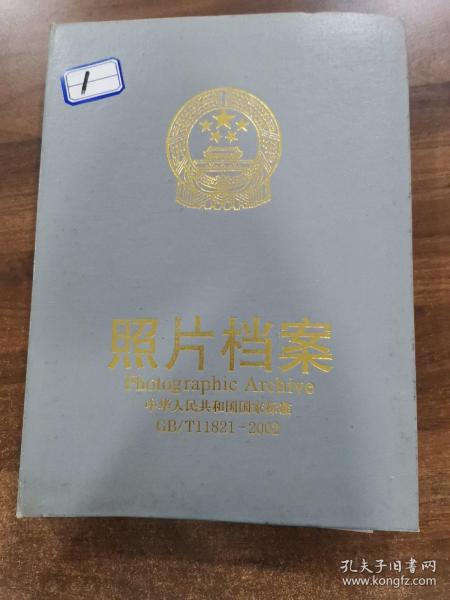 1
照片档案
Photographic Archive
中华人民共和国国家标准
GB/T11821-2002
孔夫子旧书网
www.kongfz.com